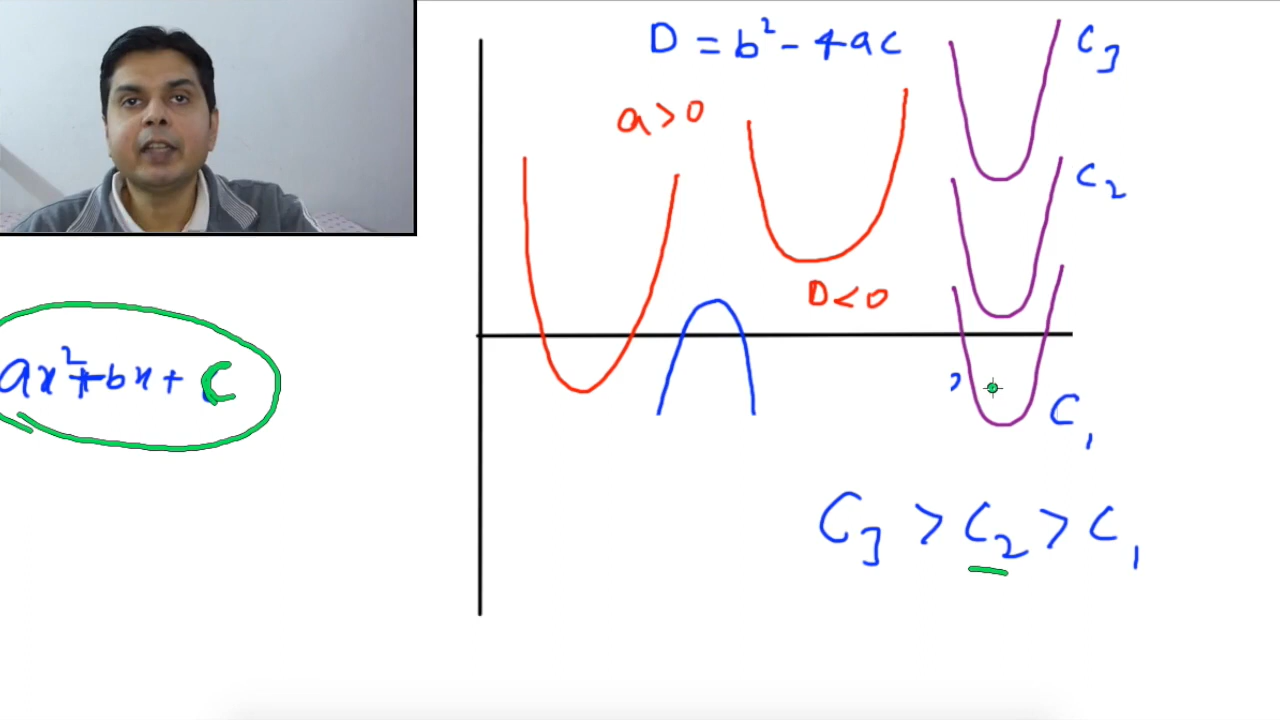 D = b² - 4ac
C₃
a > 0
C₂
D < 0
ax² + bx + C
C₁
C₃ > C₂ > C₁